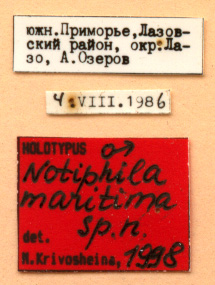 южн.Приморье,Лазов-
ский район, окр.Ла-
зо, А.Озеров
4.VIII.1986
HOLOTYPUS ♂
Notiphila
maritima
sp.n.
det.
N.Krivosheina, 1998